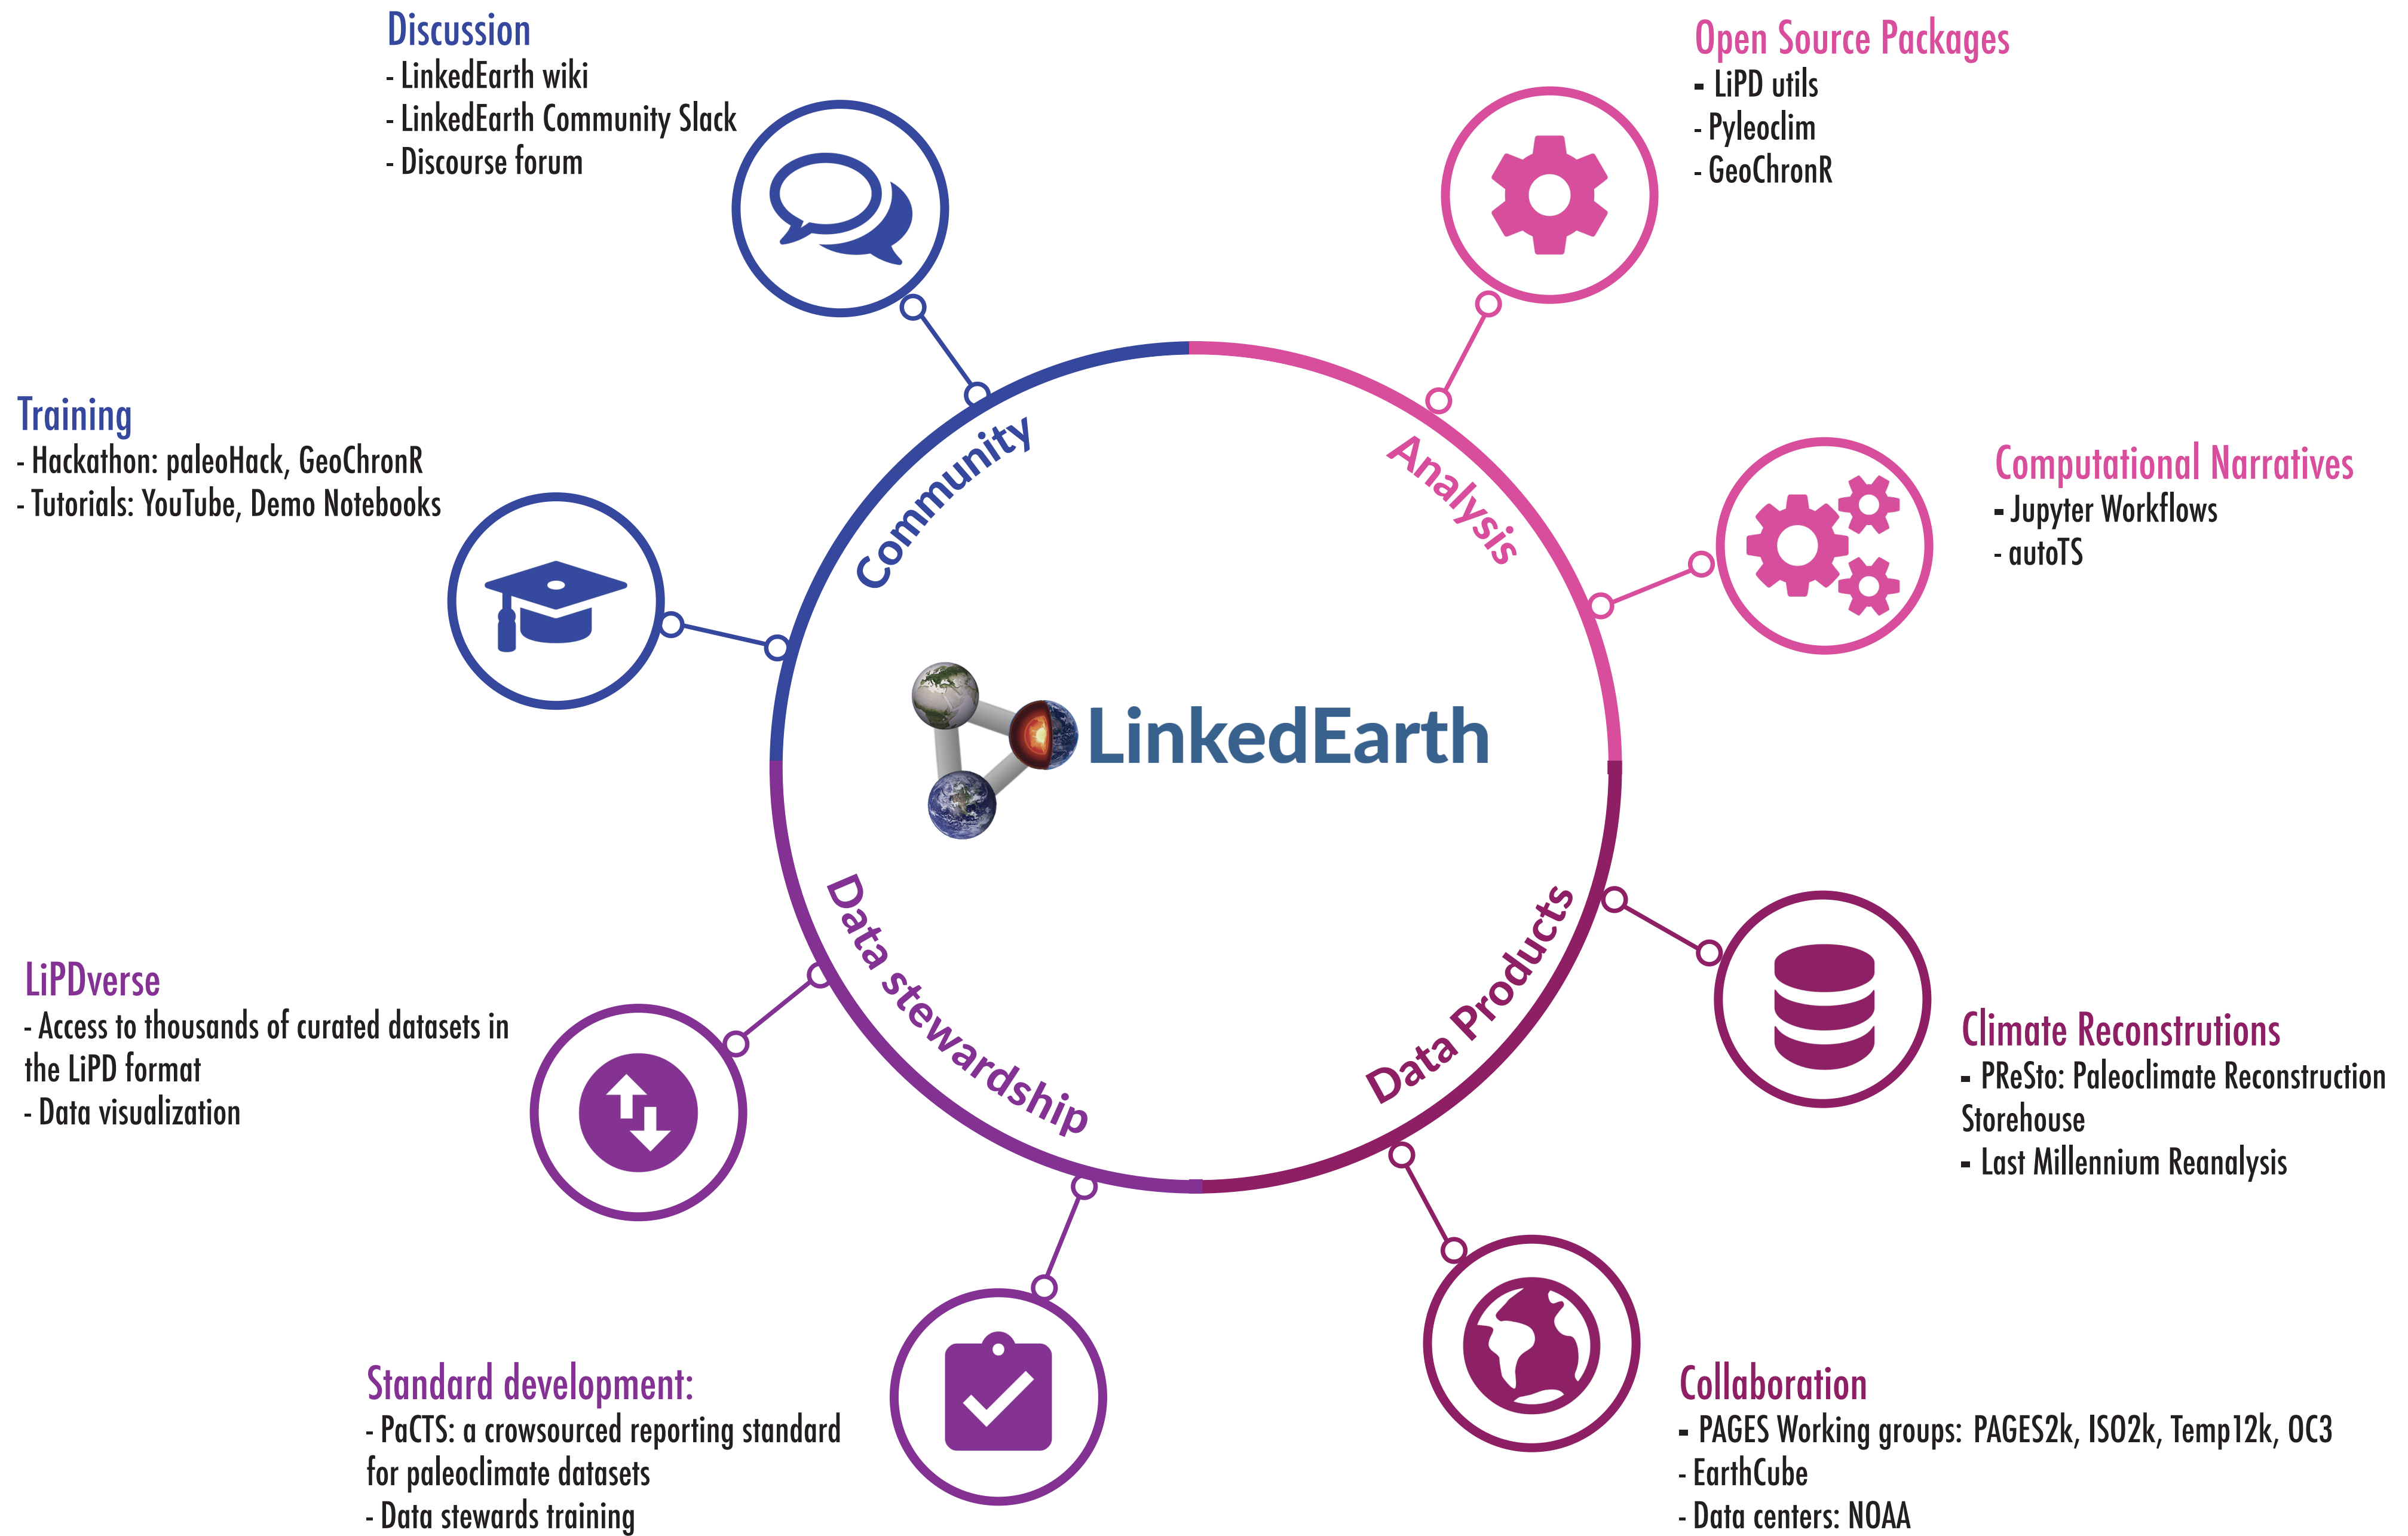 Discussion
- LinkedEarth wiki
- LinkedEarth Community Slack
- Discourse forum
Open Source Packages
- LiPD utils
- Pyleoclim
- GeoChronR
Training
- Hackathon: paleoHack, GeoChronR
- Tutorials: YouTube, Demo Notebooks
Computational Narratives
- Jupyter Workflows
- autoTS
Community
Analysis
LinkedEarth
Data stewardship
Data Products
LiPDverse
- Access to thousands of curated datasets in
the LiPD format
- Data visualization
Climate Reconstrutions
- PReSto: Paleoclimate Reconstruction
Storehouse
- Last Millennium Reanalysis
Standard development:
- PaCTS: a crowsourced reporting standard
for paleoclimate datasets
- Data stewards training
Collaboration
- PAGES Working groups: PAGES2k, ISO2k, Temp12k, OC3
- EarthCube
- Data centers: NOAA